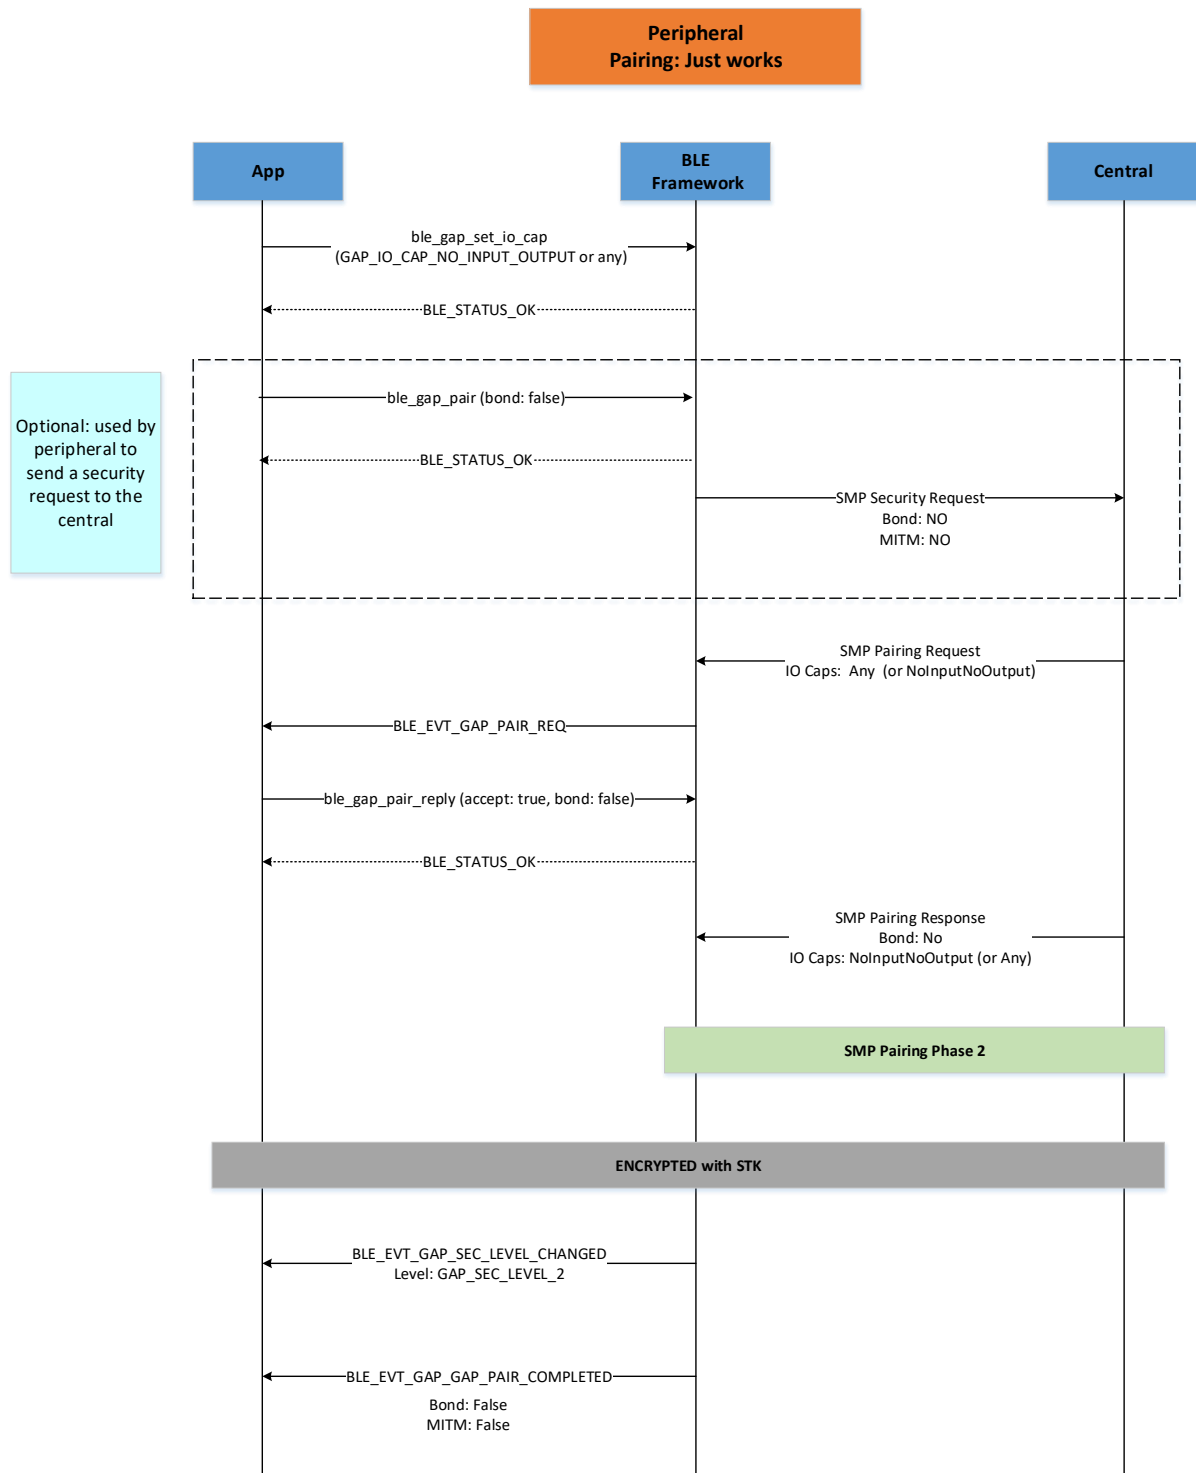 Peripheral
Pairing: Just works
App
BLE
Framework
Central
ble_gap_set_io_cap
(GAP_IO_CAP_NO_INPUT_OUTPUT or any)
BLE_STATUS_OK
Optional: used by
peripheral to
send a security
request to the
central
ble_gap_pair (bond: false)
BLE_STATUS_OK
SMP Security Request
Bond: NO
MITM: NO
SMP Pairing Request
IO Caps: Any (or NoInputNoOutput)
BLE_EVT_GAP_PAIR_REQ
ble_gap_pair_reply (accept: true, bond: false)
BLE_STATUS_OK
SMP Pairing Response
Bond: No
IO Caps: NoInputNoOutput (or Any)
SMP Pairing Phase 2
ENCRYPTED with STK
BLE_EVT_GAP_SEC_LEVEL_CHANGED
Level: GAP_SEC_LEVEL_2
BLE_EVT_GAP_GAP_PAIR_COMPLETED
Bond: False
MITM: False